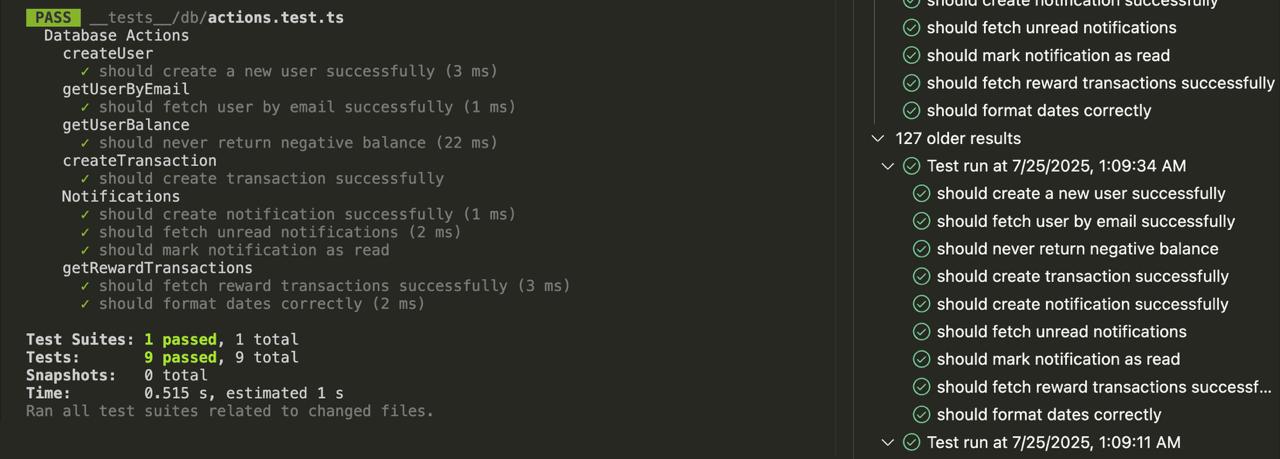 PASS __tests__/db/actions.test.ts
Database Actions
createUser
✓ should create a new user successfully (3 ms)
getUserByEmail
✓ should fetch user by email successfully (1 ms)
getUserBalance
✓ should never return negative balance (22 ms)
createTransaction
✓ should create transaction successfully
Notifications
✓ should create notification successfully (1 ms)
✓ should fetch unread notifications (2 ms)
✓ should mark notification as read
getRewardTransactions
✓ should fetch reward transactions successfully (3 ms)
✓ should format dates correctly (2 ms)
Test Suites: 1 passed, 1 total
Tests: 9 passed, 9 total
Snapshots: 0 total
Time: 0.515 s, estimated 1 s
Ran all test suites related to changed files.
should create notification successfully
should fetch unread notifications
should mark notification as read
should fetch reward transactions successfully
should format dates correctly
127 older results
Test run at 7/25/2025, 1:09:34 AM
should create a new user successfully
should fetch user by email successfully
should never return negative balance
should create transaction successfully
should create notification successfully
should fetch unread notifications
should mark notification as read
should fetch reward transactions successf...
should format dates correctly
Test run at 7/25/2025, 1:09:11 AM